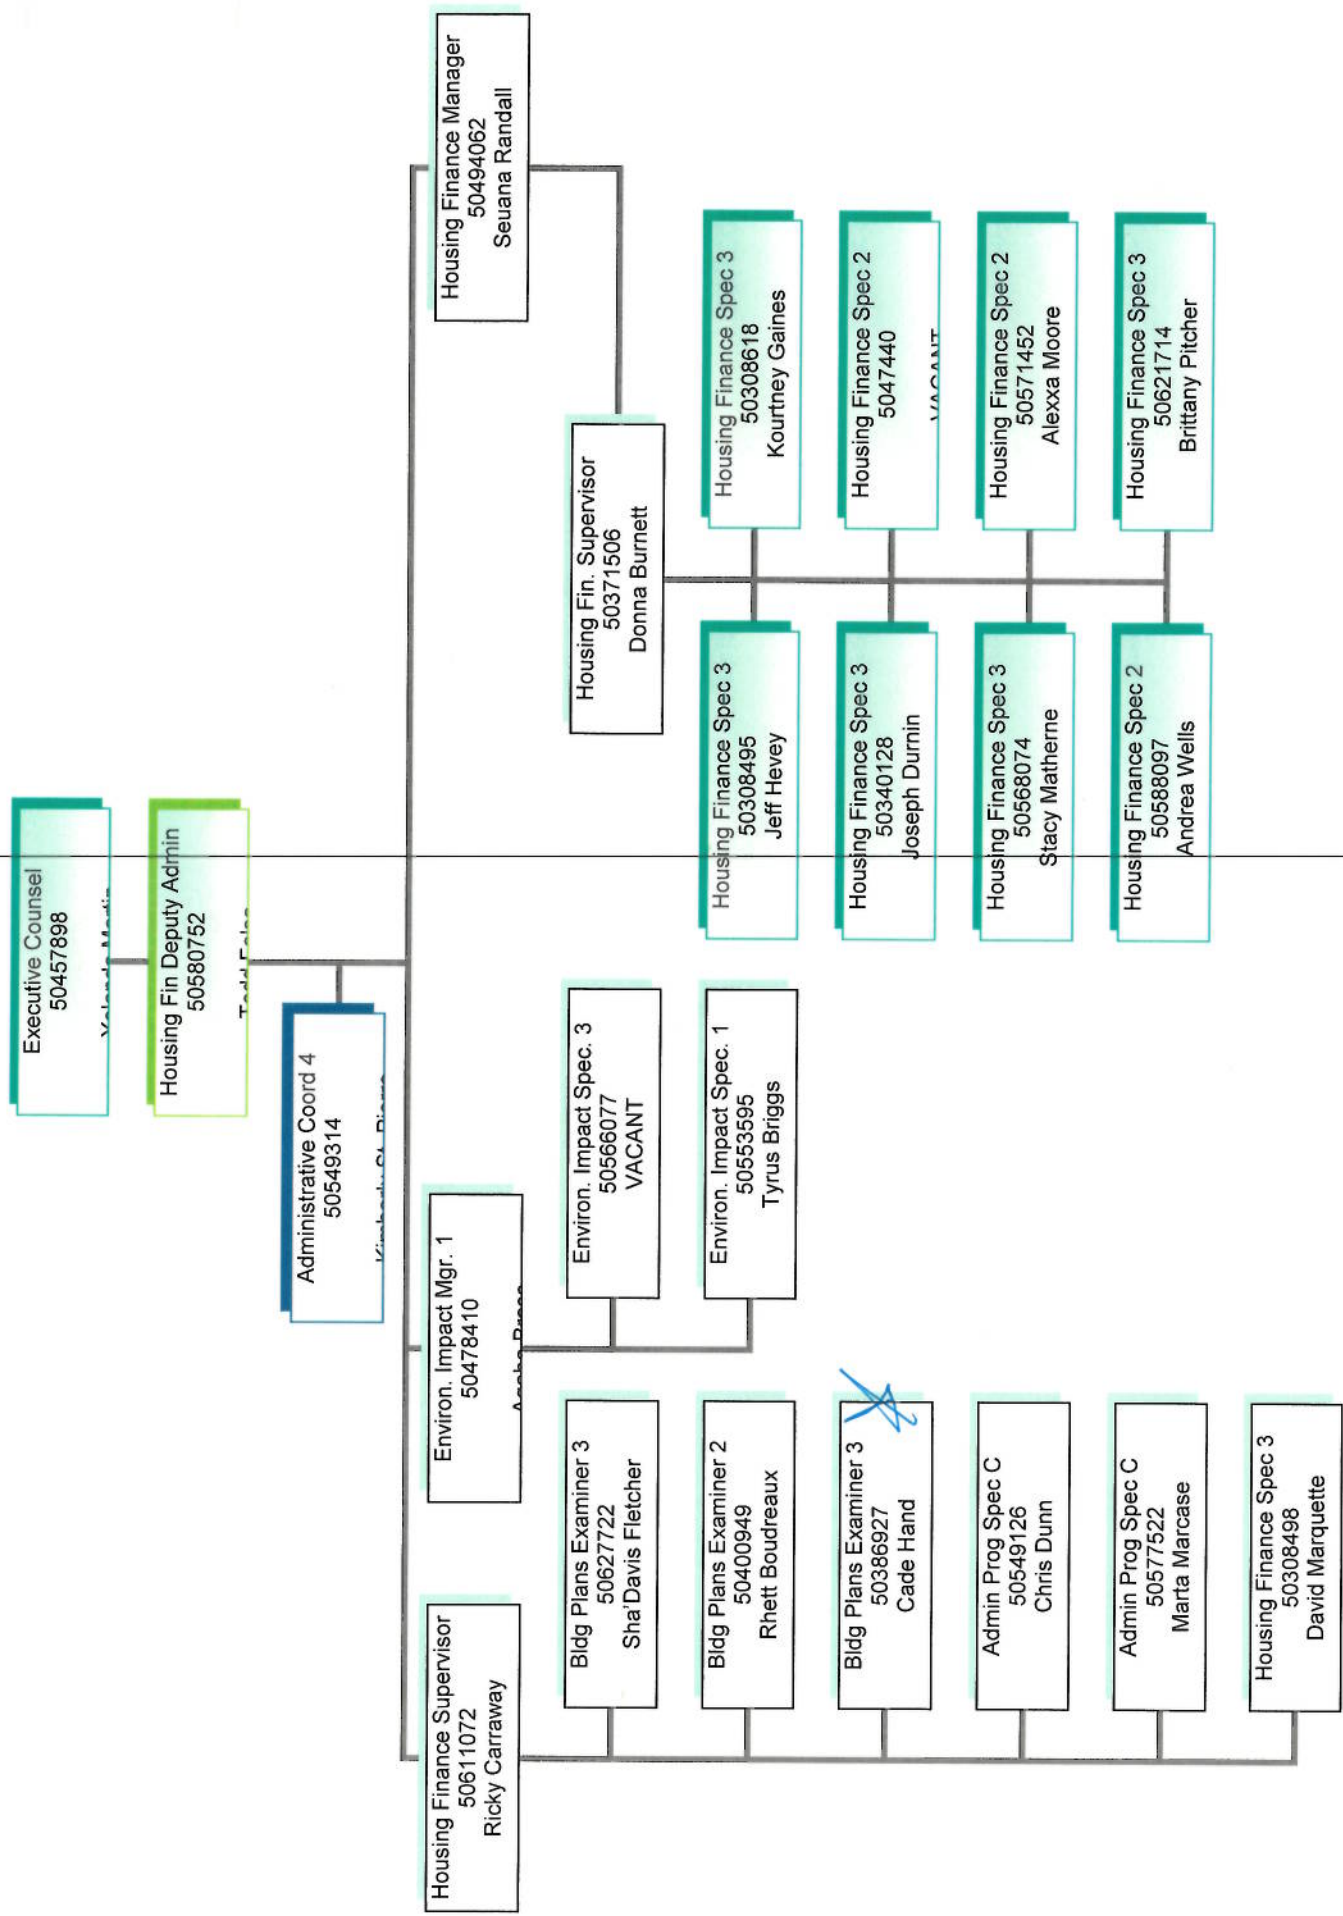 Executive Counsel
50457898
Housing Fin Deputy Admin
50580752
Administrative Coord 4
50549314
Housing Finance Supervisor
50611072
Ricky Carraway
Environ. Impact Mgr. 1
50478410
Housing Finance Manager
50494062
Seuana Randall
Bldg Plans Examiner 3
50627722
Sha'Davis Fletcher
Bldg Plans Examiner 2
50400949
Rhett Boudreaux
Bldg Plans Examiner 3
50386927
Cade Hand
Admin Prog Spec C
50549126
Chris Dunn
Admin Prog Spec C
50577522
Marta Marcase
Housing Finance Spec 3
50308498
David Marquette
Environ. Impact Spec. 3
50566077
VACANT
Environ. Impact Spec. 1
50553595
Tyrus Briggs
Housing Fin. Supervisor
50371506
Donna Burnett
Housing Finance Spec 3
50308495
Jeff Hevey
Housing Finance Spec 3
50308618
Kourtney Gaines
Housing Finance Spec 3
50340128
Joseph Durnin
Housing Finance Spec 2
5047440
VACANT
Housing Finance Spec 3
50568074
Stacy Matherne
Housing Finance Spec 2
50571452
Alexxa Moore
Housing Finance Spec 2
50588097
Andrea Wells
Housing Finance Spec 3
50621714
Brittany Pitcher